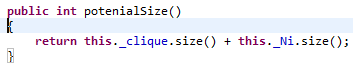 public int potenialSize()
{
    return this._clique.size() + this._Ni.size();
}